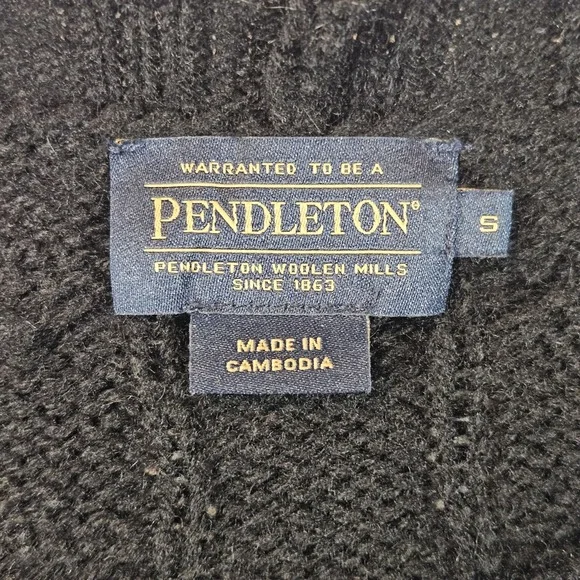 WARRANTED TO BE A
PENDLETON®
PENDLETON WOOLEN MILLS
SINCE 1863
S
MADE IN
CAMBODIA